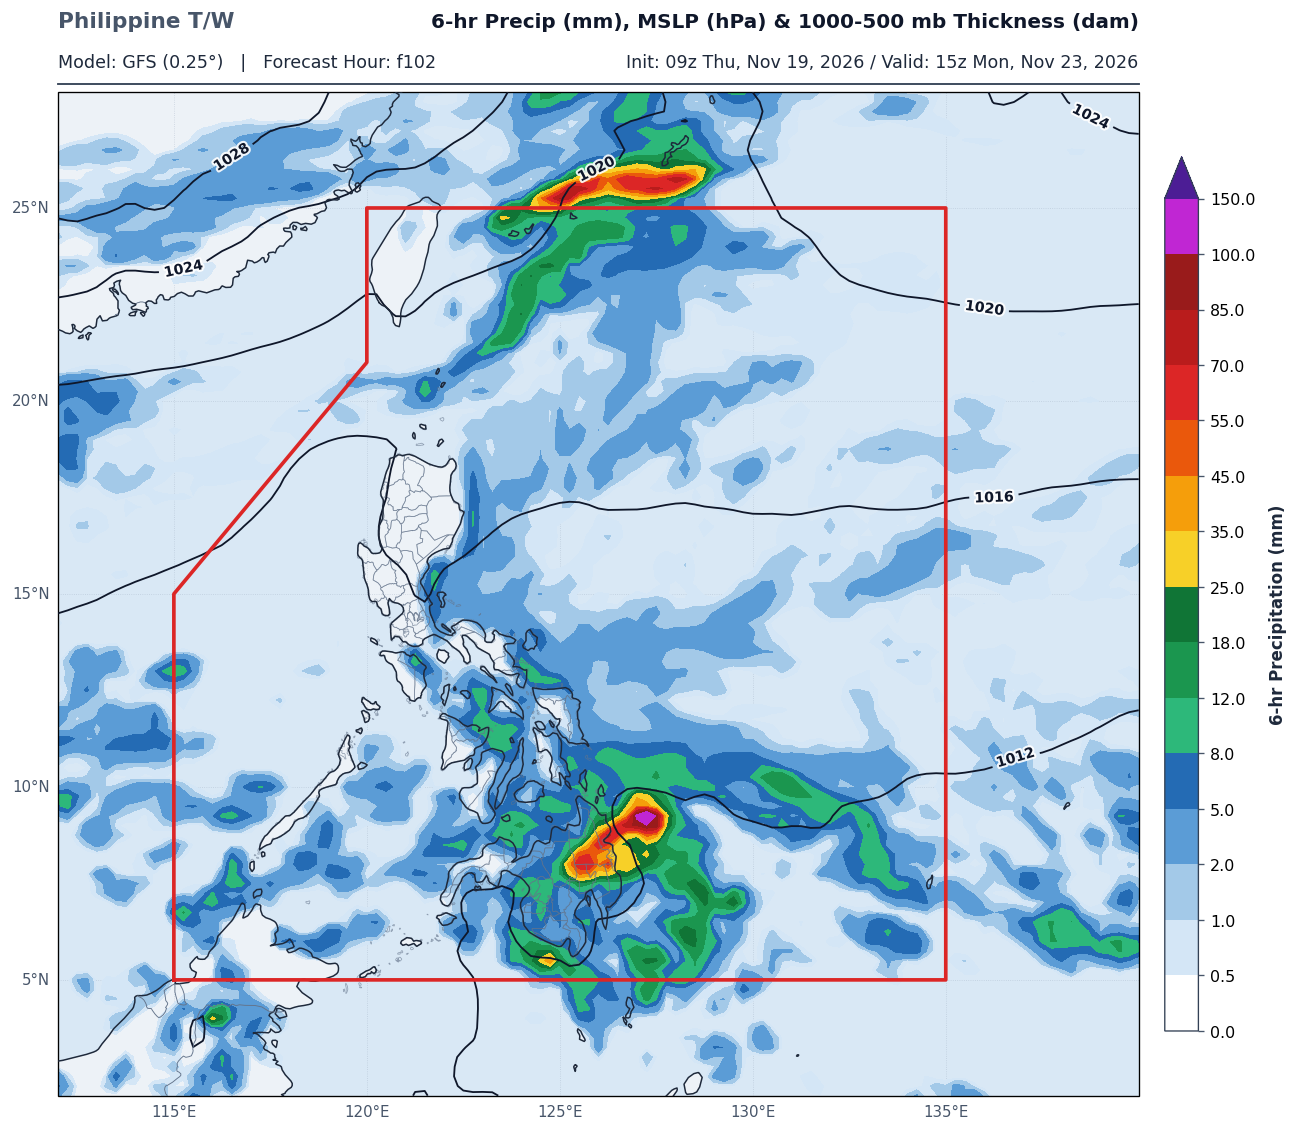 Philippine T/W
6-hr Precip (mm), MSLP (hPa) & 1000-500 mb Thickness (dam)
Model: GFS (0.25°) | Forecast Hour: f102
Init: 09z Thu, Nov 19, 2026 / Valid: 15z Mon, Nov 23, 2026
1024
1028
1020
1024
1020
1016
1012
25°N
20°N
15°N
10°N
5°N
115°E
120°E
125°E
130°E
135°E
150.0
100.0
85.0
70.0
55.0
45.0
35.0
25.0
18.0
12.0
8.0
5.0
2.0
1.0
0.5
0.0
6-hr Precipitation (mm)